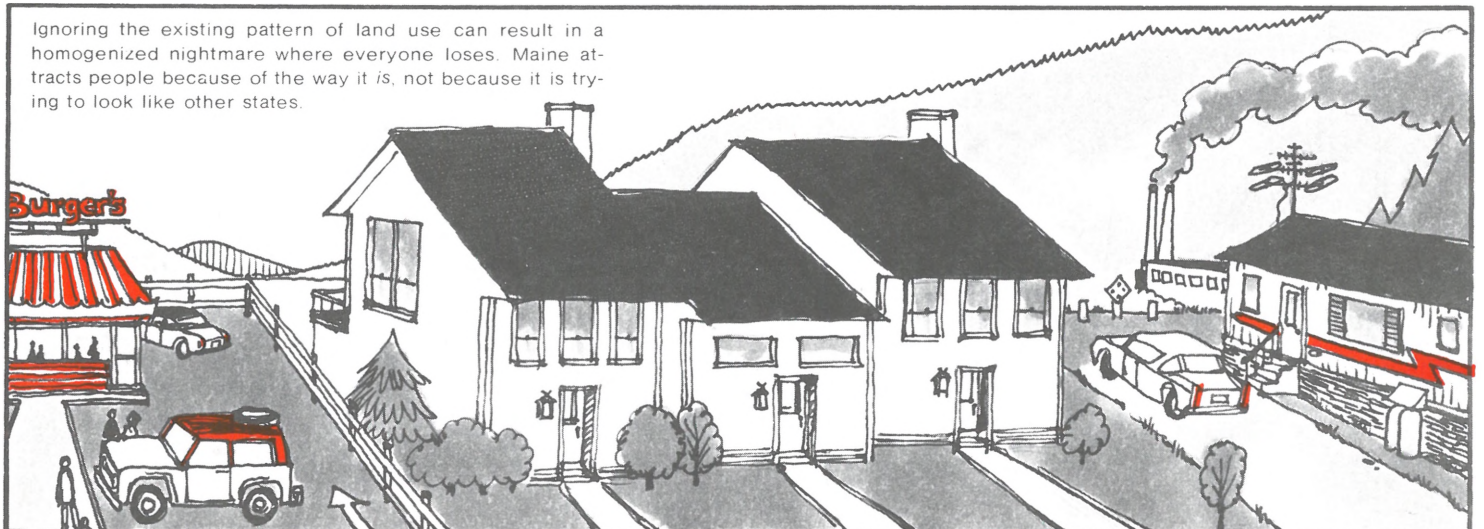 Ignoring the existing pattern of land use can result in a
homogenized nightmare where everyone loses. Maine at-
tracts people because of the way it is, not because it is try-
ing to look like other states.
Burger's